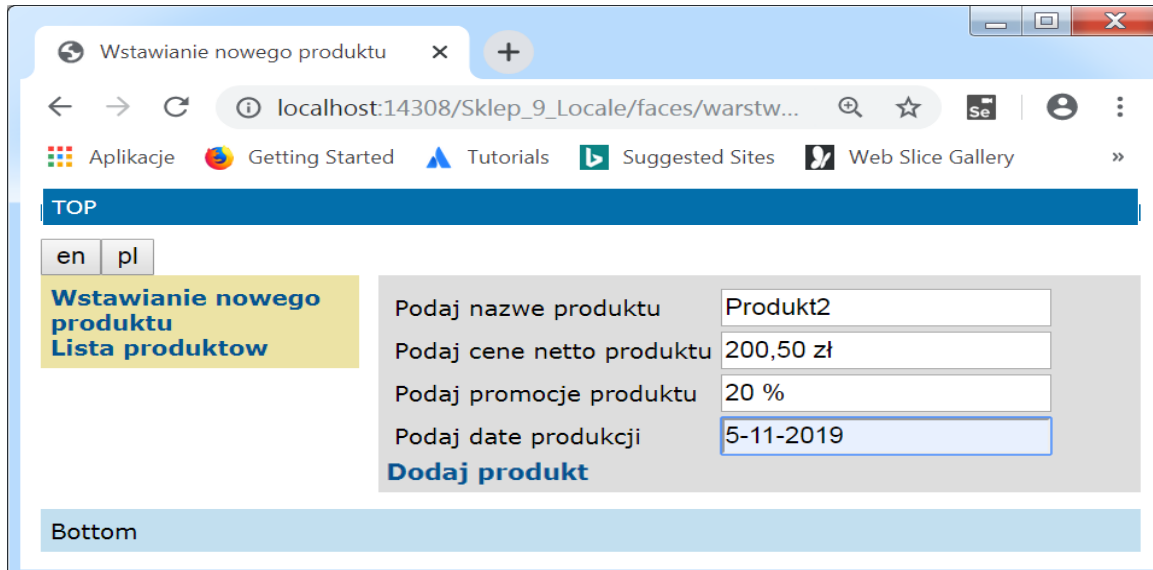 Wstawianie nowego produktu
localhost:14308/Sklep_9_Locale/faces/warstw...
Aplikacje Getting Started Tutorials Suggested Sites Web Slice Gallery »
TOP
en pl
Wstawianie nowego
produktu
Lista produktow
Podaj nazwe produktu Produkt2
Podaj cene netto produktu 200,50 zł
Podaj promocje produktu 20 %
Podaj date produkcji 5-11-2019
Dodaj produkt
Bottom